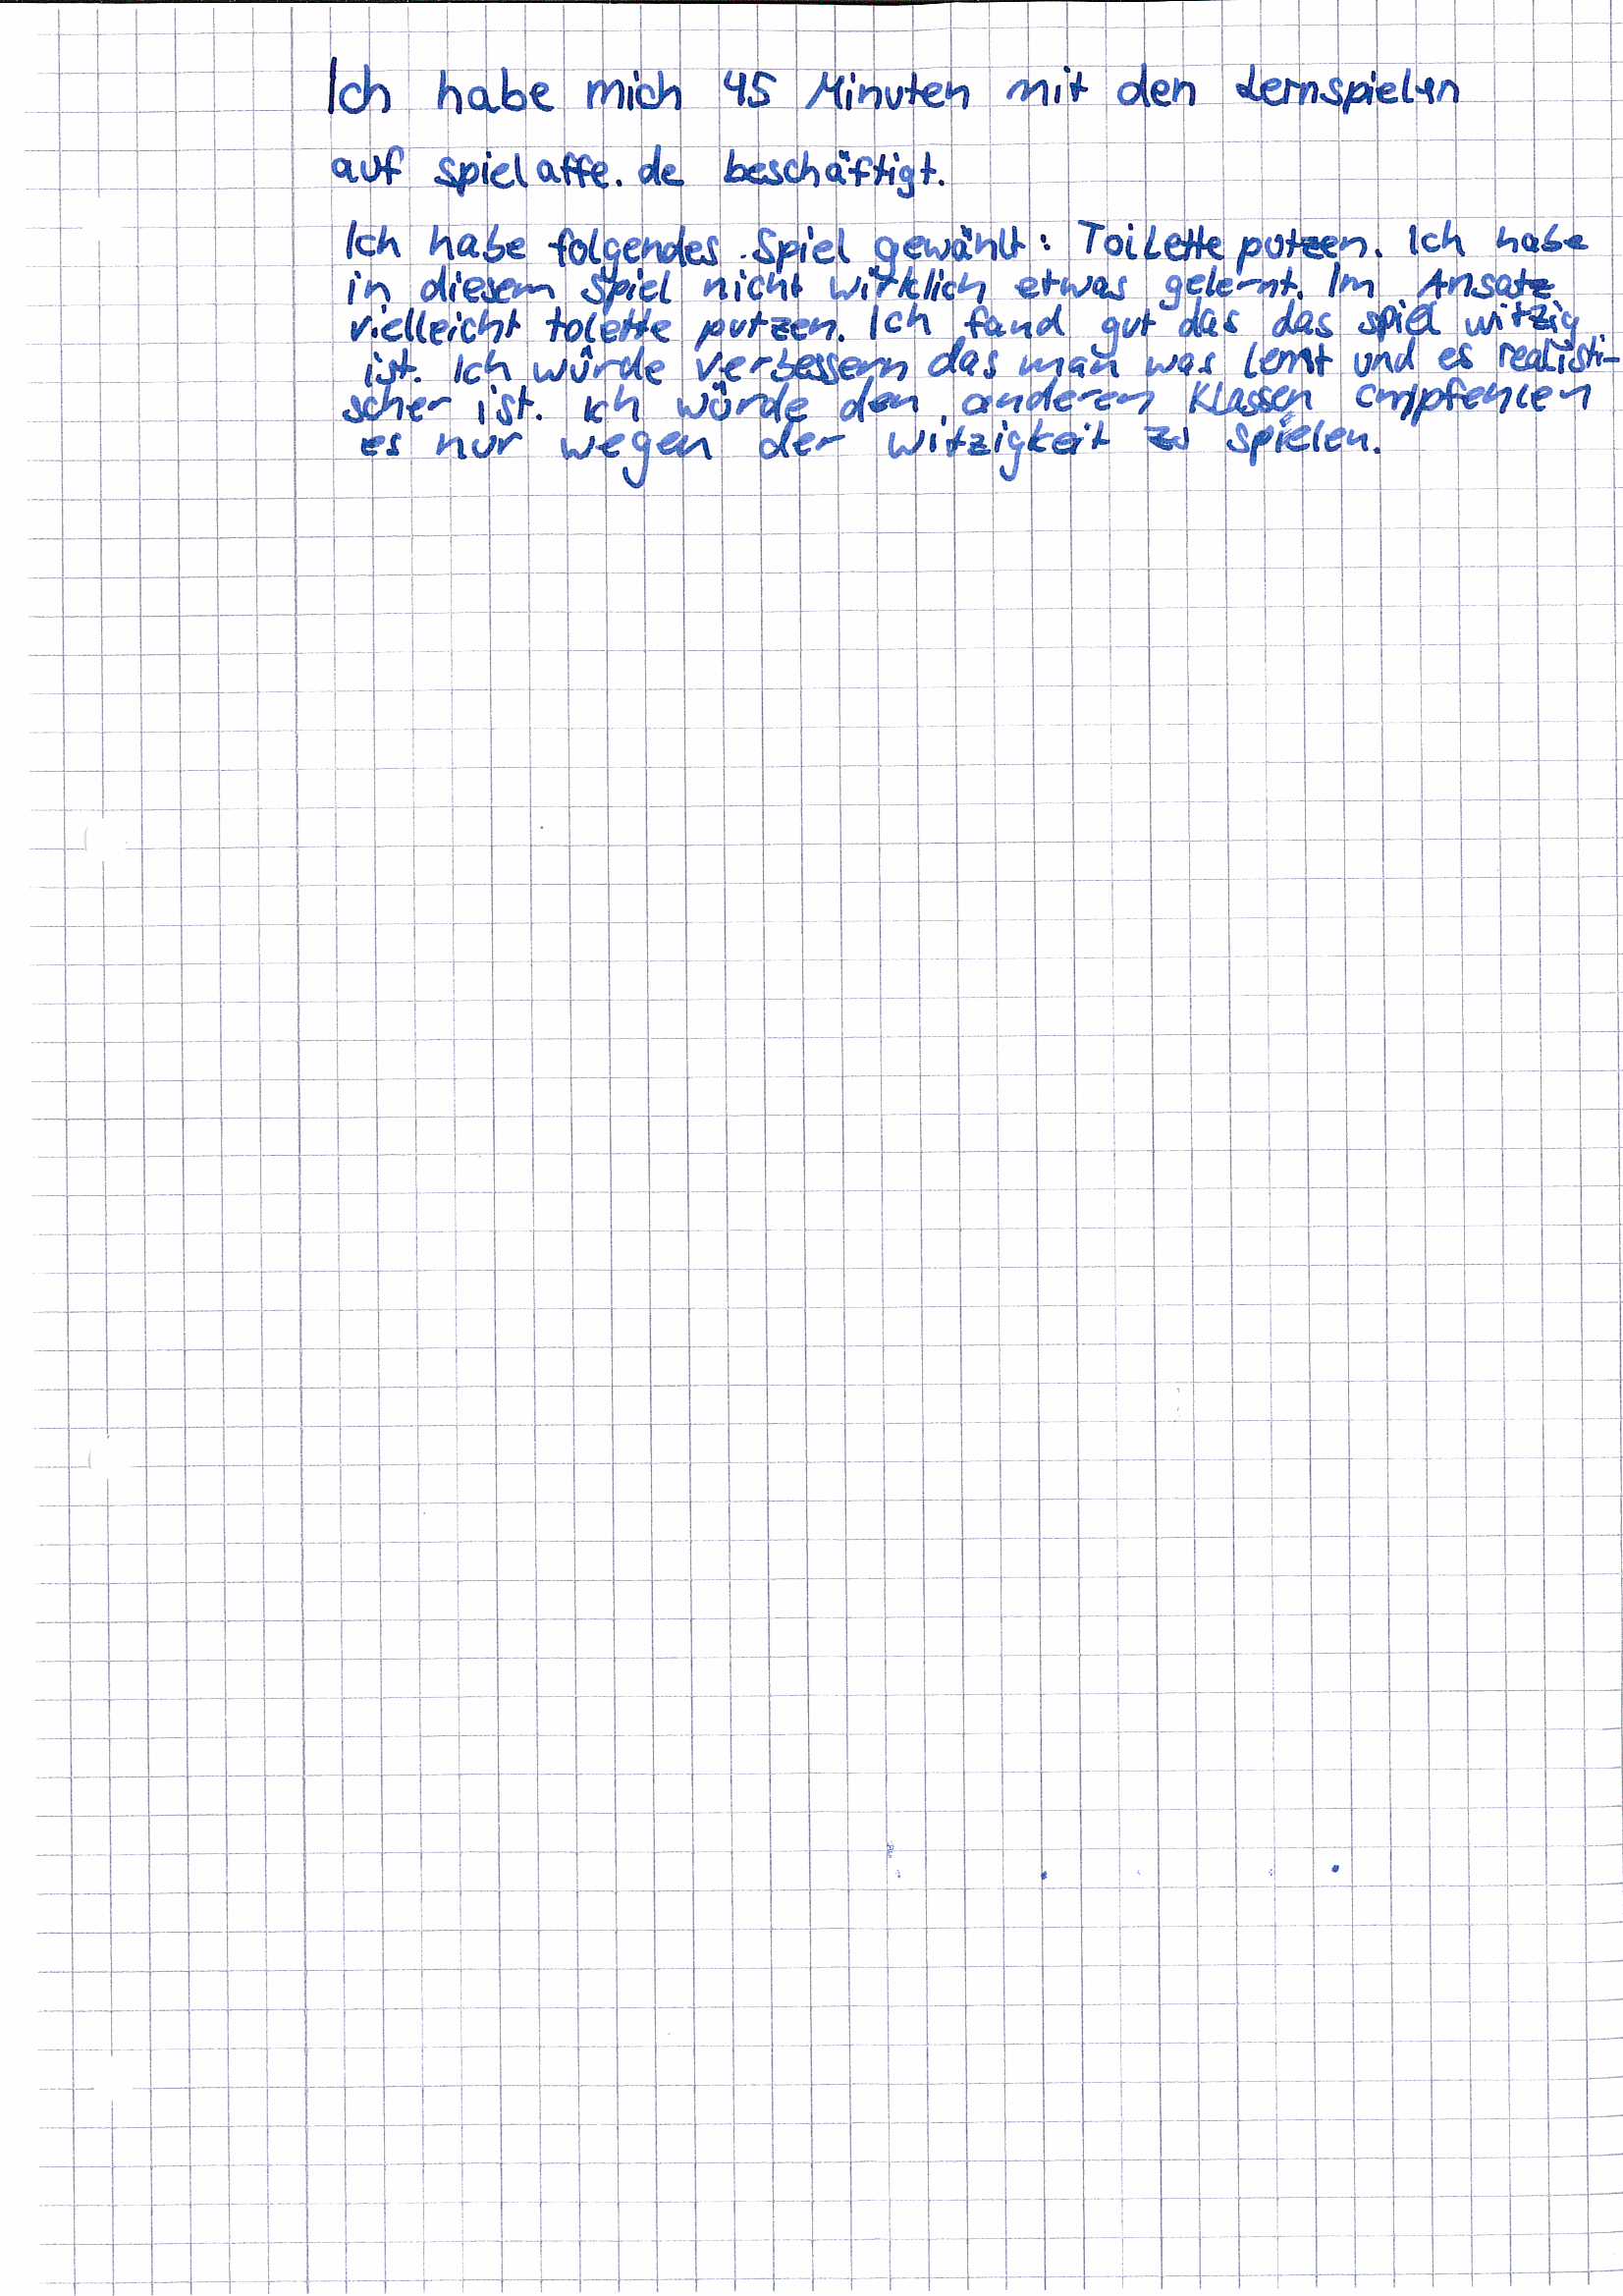 Ich habe mich 45 Minuten mit den Lernspielen
auf spielaffe.de beschäftigt.
Ich habe folgendes Spiel gewählt: Toilette putzen. Ich habe
in diesem Spiel nicht wirklich etwas gelernt. Im Ansatz
vielleicht tolette putzen. Ich fand gut das das spiel witzig
ist. Ich würde verbessern das man was lernt und es realisti-
scher ist. Ich würde den anderen Klassen empfehlen
es nur wegen der witzigkeit zu spielen.